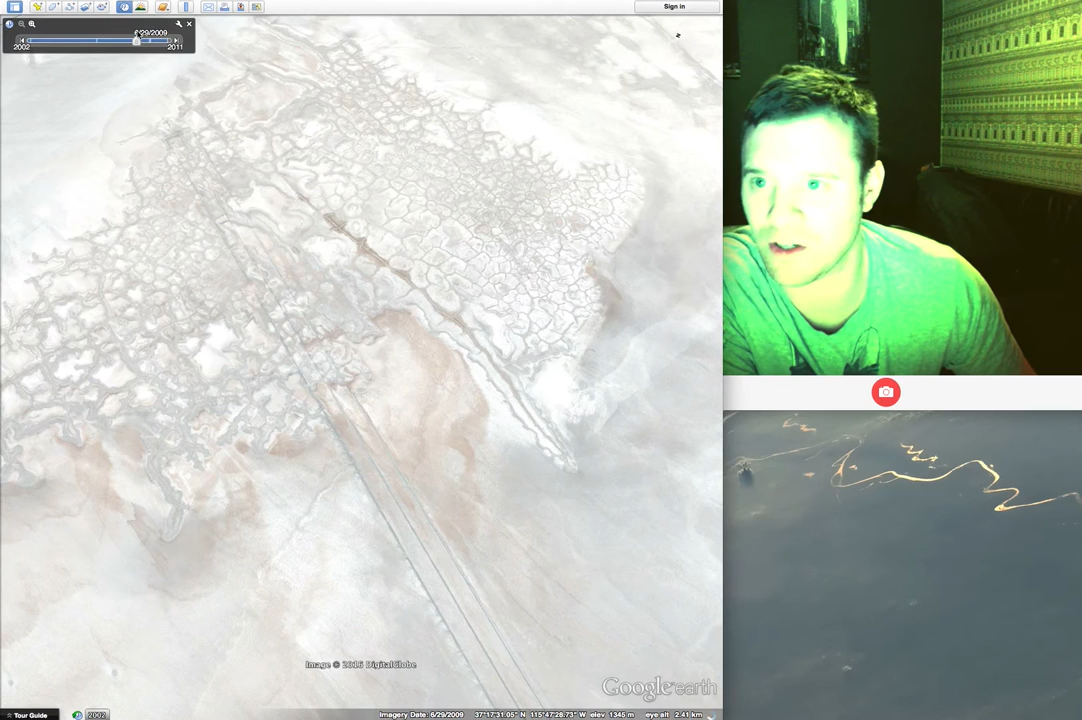 Sign in
6/29/2009
2002
2011
Image © 2016 DigitalGlobe
Google earth
Tour Guide
2002
Imagery Date: 6/29/2009 37°17'31.05" N 115°47'28.73" W elev 1345 m eye alt 2.41 km